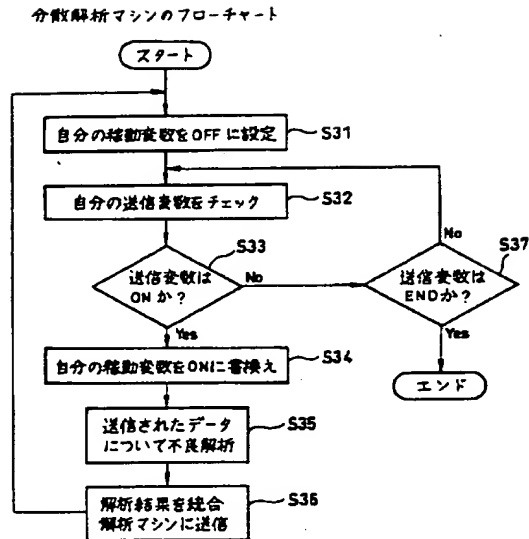 分散解析マシンのフローチャート
スタート
自分の稼動変数をOFFに設定
S31
自分の送信変数をチェック
S32
S33
送信変数は
ONか?
No
Yes
No
S37
送信変数は
ENDか?
Yes
エンド
自分の稼動変数をONに書換え
S34
送信されたデータ
について不良解析
S35
解析結果を統合
解析マシンに送信
S36